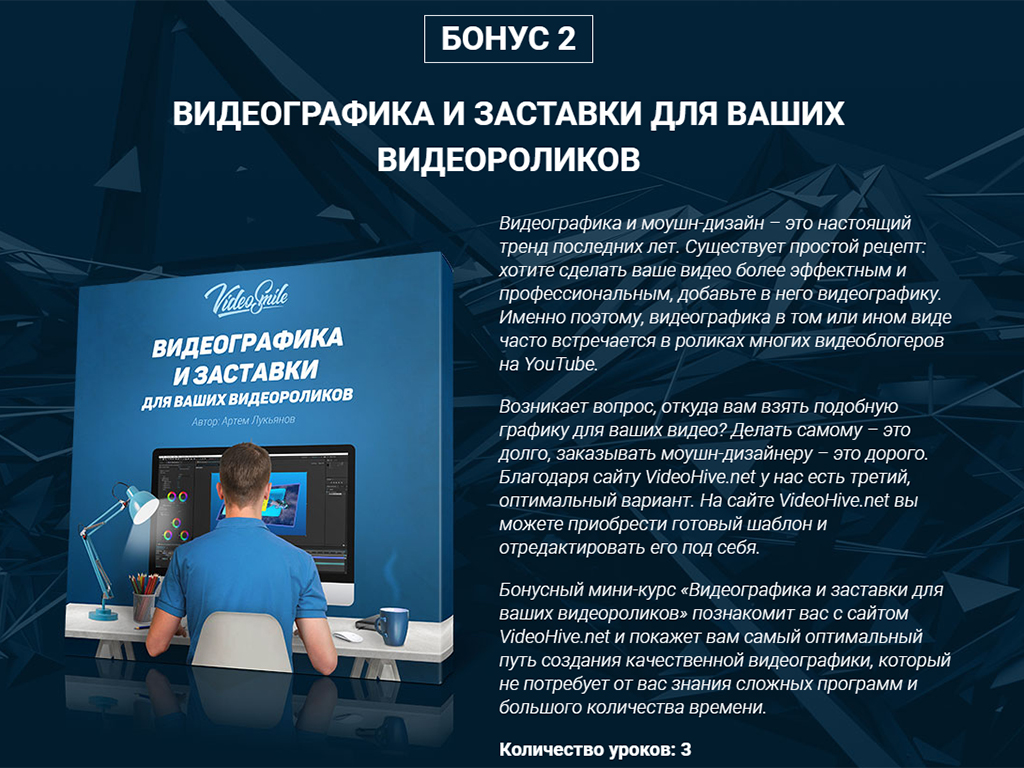 БОНУС 2
ВИДЕОГРАФИКА И ЗАСТАВКИ ДЛЯ ВАШИХ
ВИДЕОРОЛИКОВ
VideoSmile
ВИДЕОГРАФИКА
И ЗАСТАВКИ
ДЛЯ ВАШИХ ВИДЕОРОЛИКОВ
Автор: Артем Лукьянов
Видеографика и моушн-дизайн – это настоящий
тренд последних лет. Существует простой рецепт:
хотите сделать ваше видео более эффектным и
профессиональным, добавьте в него видеографику.
Именно поэтому, видеографика в том или ином виде
часто встречается в роликах многих видеоблогеров
на YouTube.
Возникает вопрос, откуда вам взять подобную
графику для ваших видео? Делать самому – это
долго, заказывать моушн-дизайнеру – это дорого.
Благодаря сайту VideoHive.net у нас есть третий,
оптимальный вариант. На сайте VideoHive.net вы
можете приобрести готовый шаблон и
отредактировать его под себя.
Бонусный мини-курс «Видеографика и заставки для
ваших видеороликов» познакомит вас с сайтом
VideoHive.net и покажет вам самый оптимальный
путь создания качественной видеографики, который
не потребует от вас знания сложных программ и
большого количества времени.
Количество уроков: 3